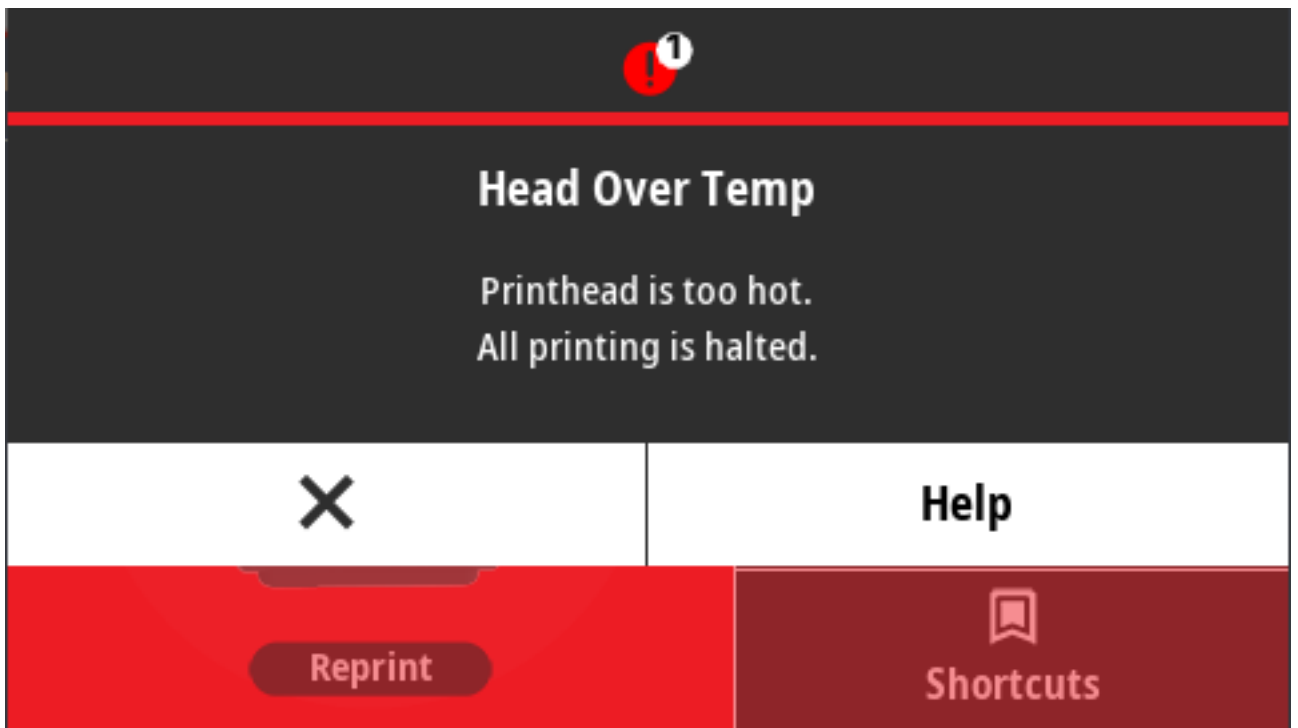 1
Head Over Temp
Printhead is too hot.
All printing is halted.
Help
Reprint
Shortcuts